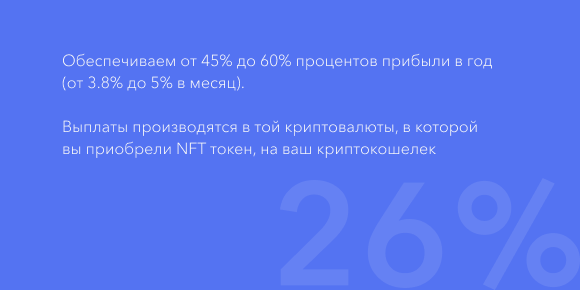 Обеспечиваем от 45% до 60% процентов прибыли в год
(от 3.8% до 5% в месяц).
Выплаты производятся в той криптовалюты, в которой
вы приобрели NFT токен, на ваш криптокошелек
26%